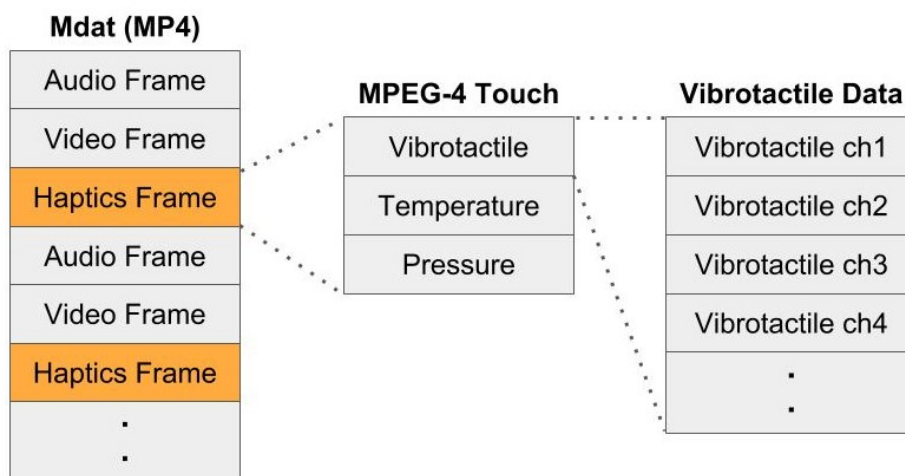 Mdat (MP4)
Audio Frame
Video Frame
Haptics Frame
Audio Frame
Video Frame
Haptics Frame
.
.
MPEG-4 Touch
Vibrotactile
Temperature
Pressure
Vibrotactile Data
Vibrotactile ch1
Vibrotactile ch2
Vibrotactile ch3
Vibrotactile ch4
.
.